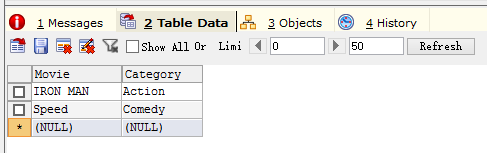 1 Messages 2 Table Data 3 Objects 4 History
Show All Or Limi 0 50 Refresh
Movie Category
IRON MAN Action
Speed Comedy
* (NULL) (NULL)